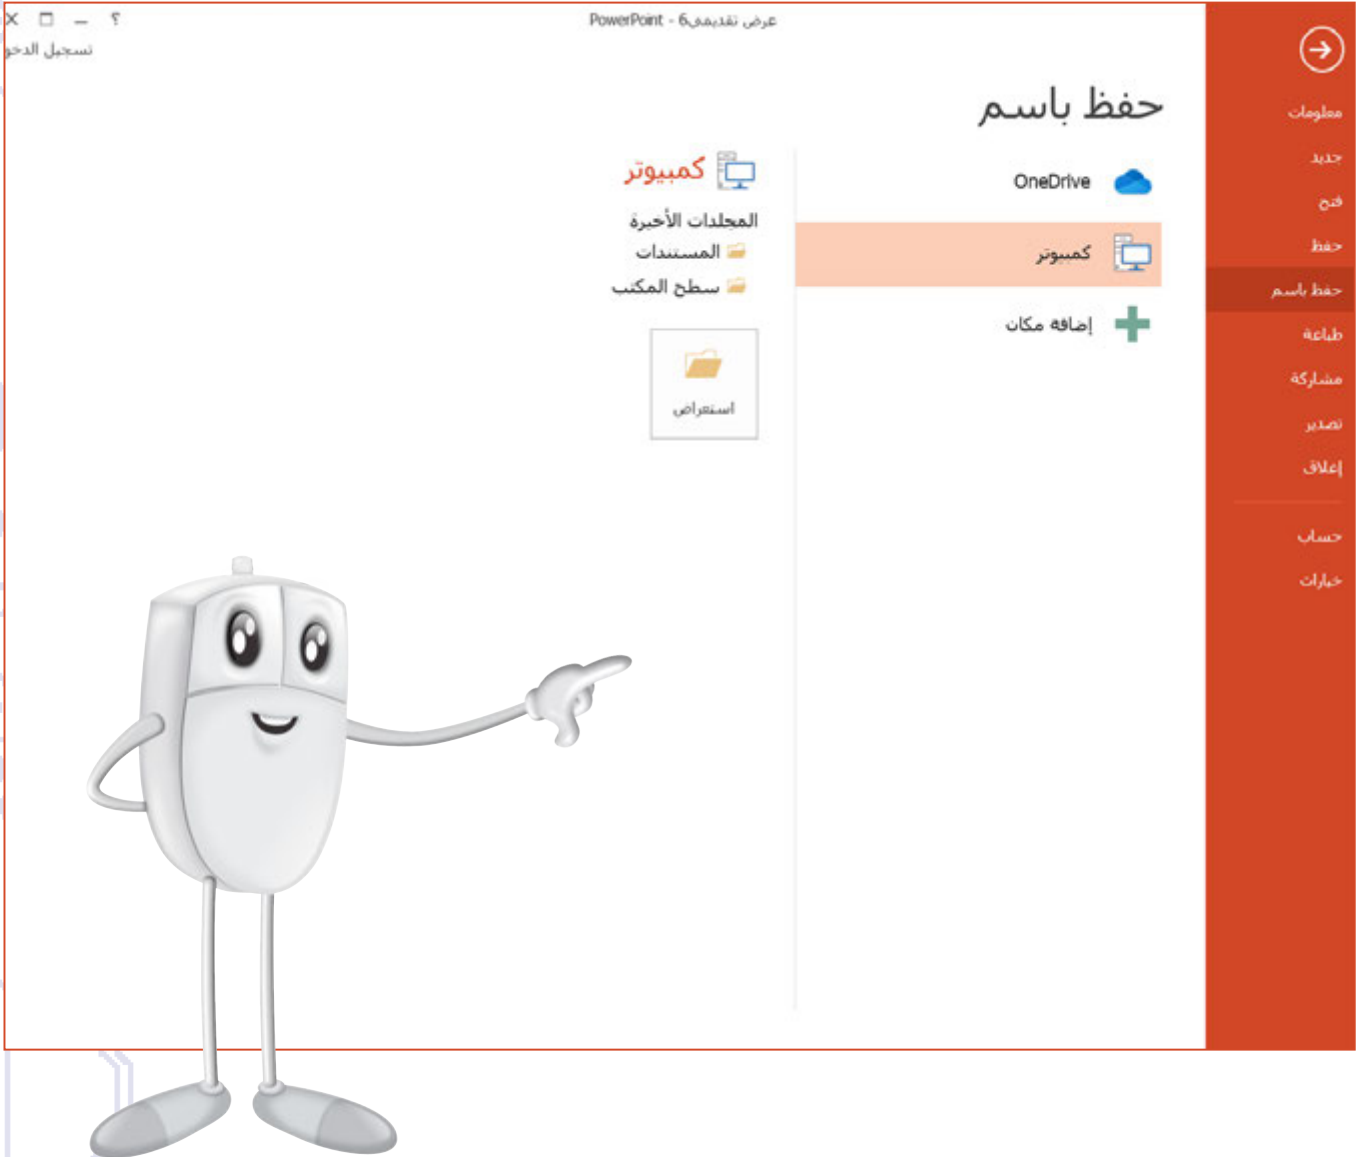 عرض تقديمي6 - PowerPoint
؟
تسجيل الدخو
معلومات
جديد
فتح
حفظ
حفظ باسم
طباعة
مشاركة
تصدير
إغلاق
حساب
خيارات
حفظ باسم
OneDrive
كمبيوتر
إضافة مكان
كمبيوتر
المجلدات الأخيرة
المستندات
سطح المكتب
استعراض